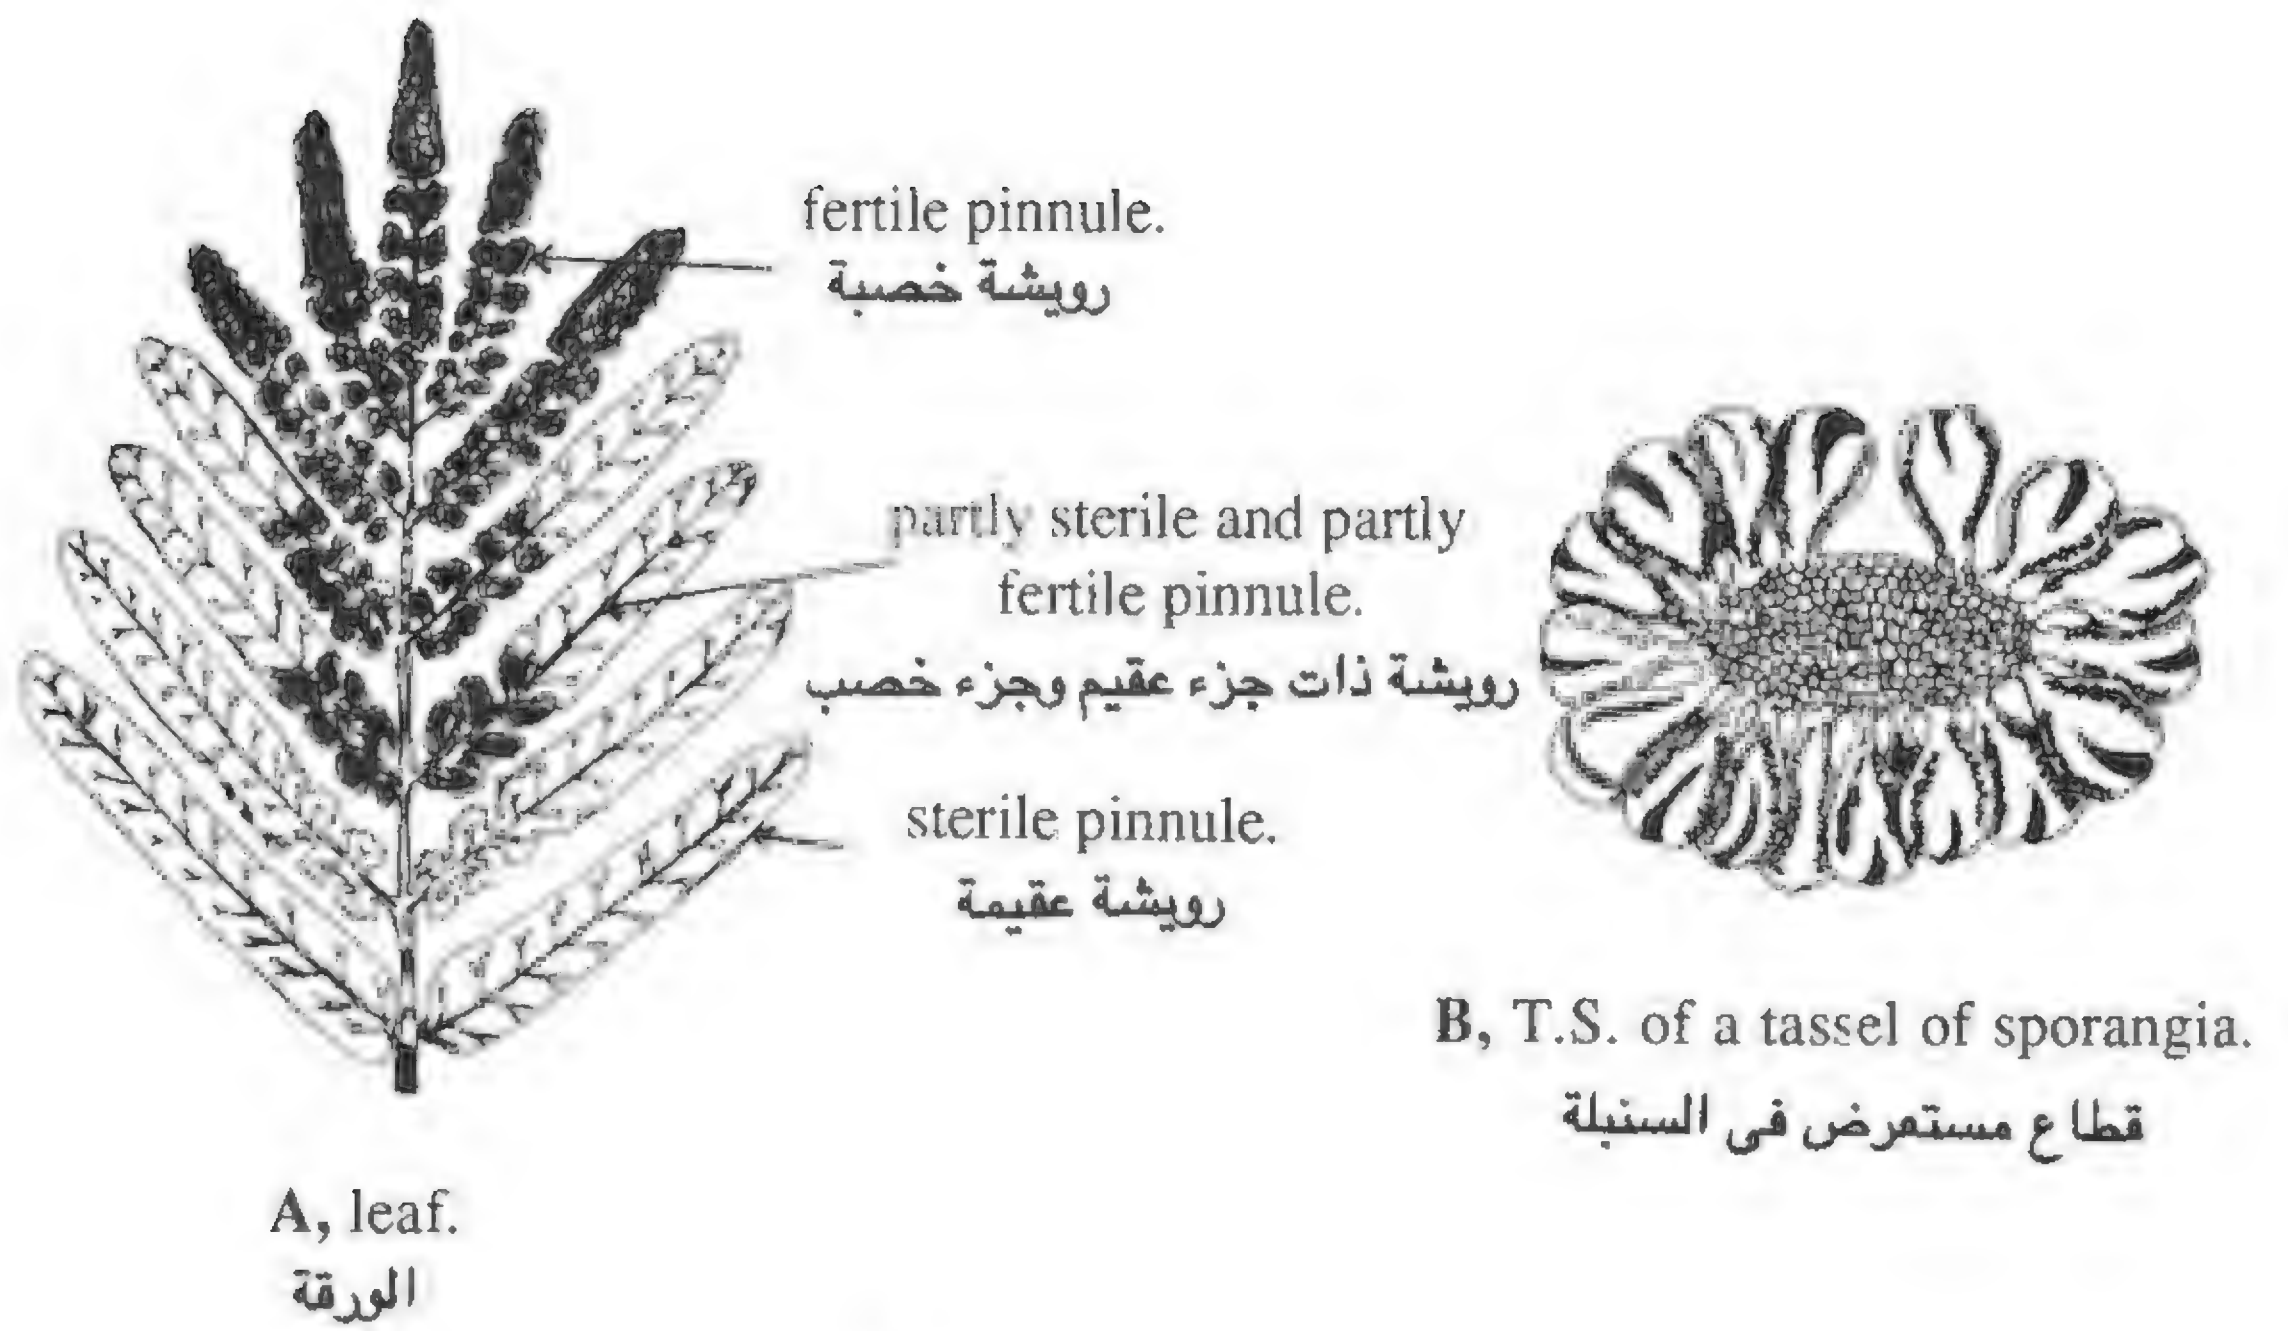 fertile pinnule.
رويشة خصبة
partly sterile and partly
fertile pinnule.
رويشة ذات جزء عقيم وجزء خصب
sterile pinnule.
رويشة عقيمة
A, leaf.
الورقة
B, T.S. of a tassel of sporangia.
قطاع مستعرض فى السنبلة